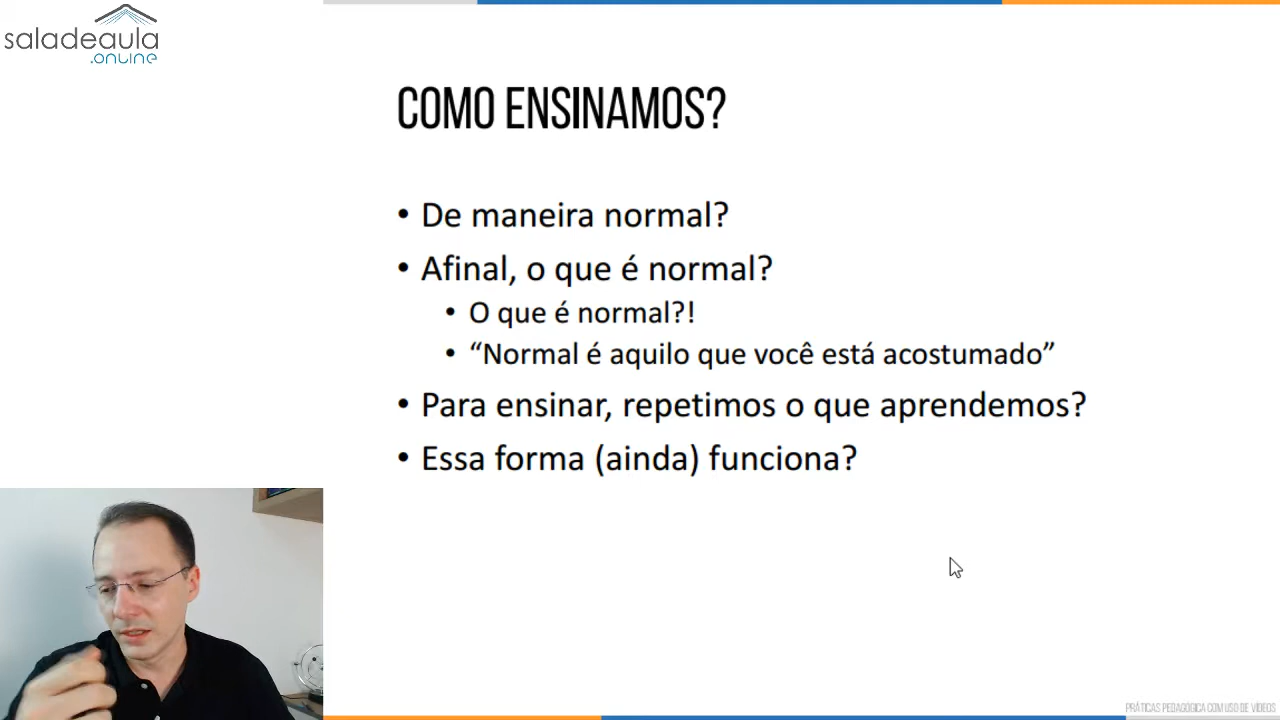 saladeaula
.online
COMO ENSINAMOS?
• De maneira normal?
• Afinal, o que é normal?
• O que é normal?!
• “Normal é aquilo que você está acostumado”
• Para ensinar, repetimos o que aprendemos?
• Essa forma (ainda) funciona?
PRÁTICAS PEDAGÓGICA COM USO DE VÍDEOS